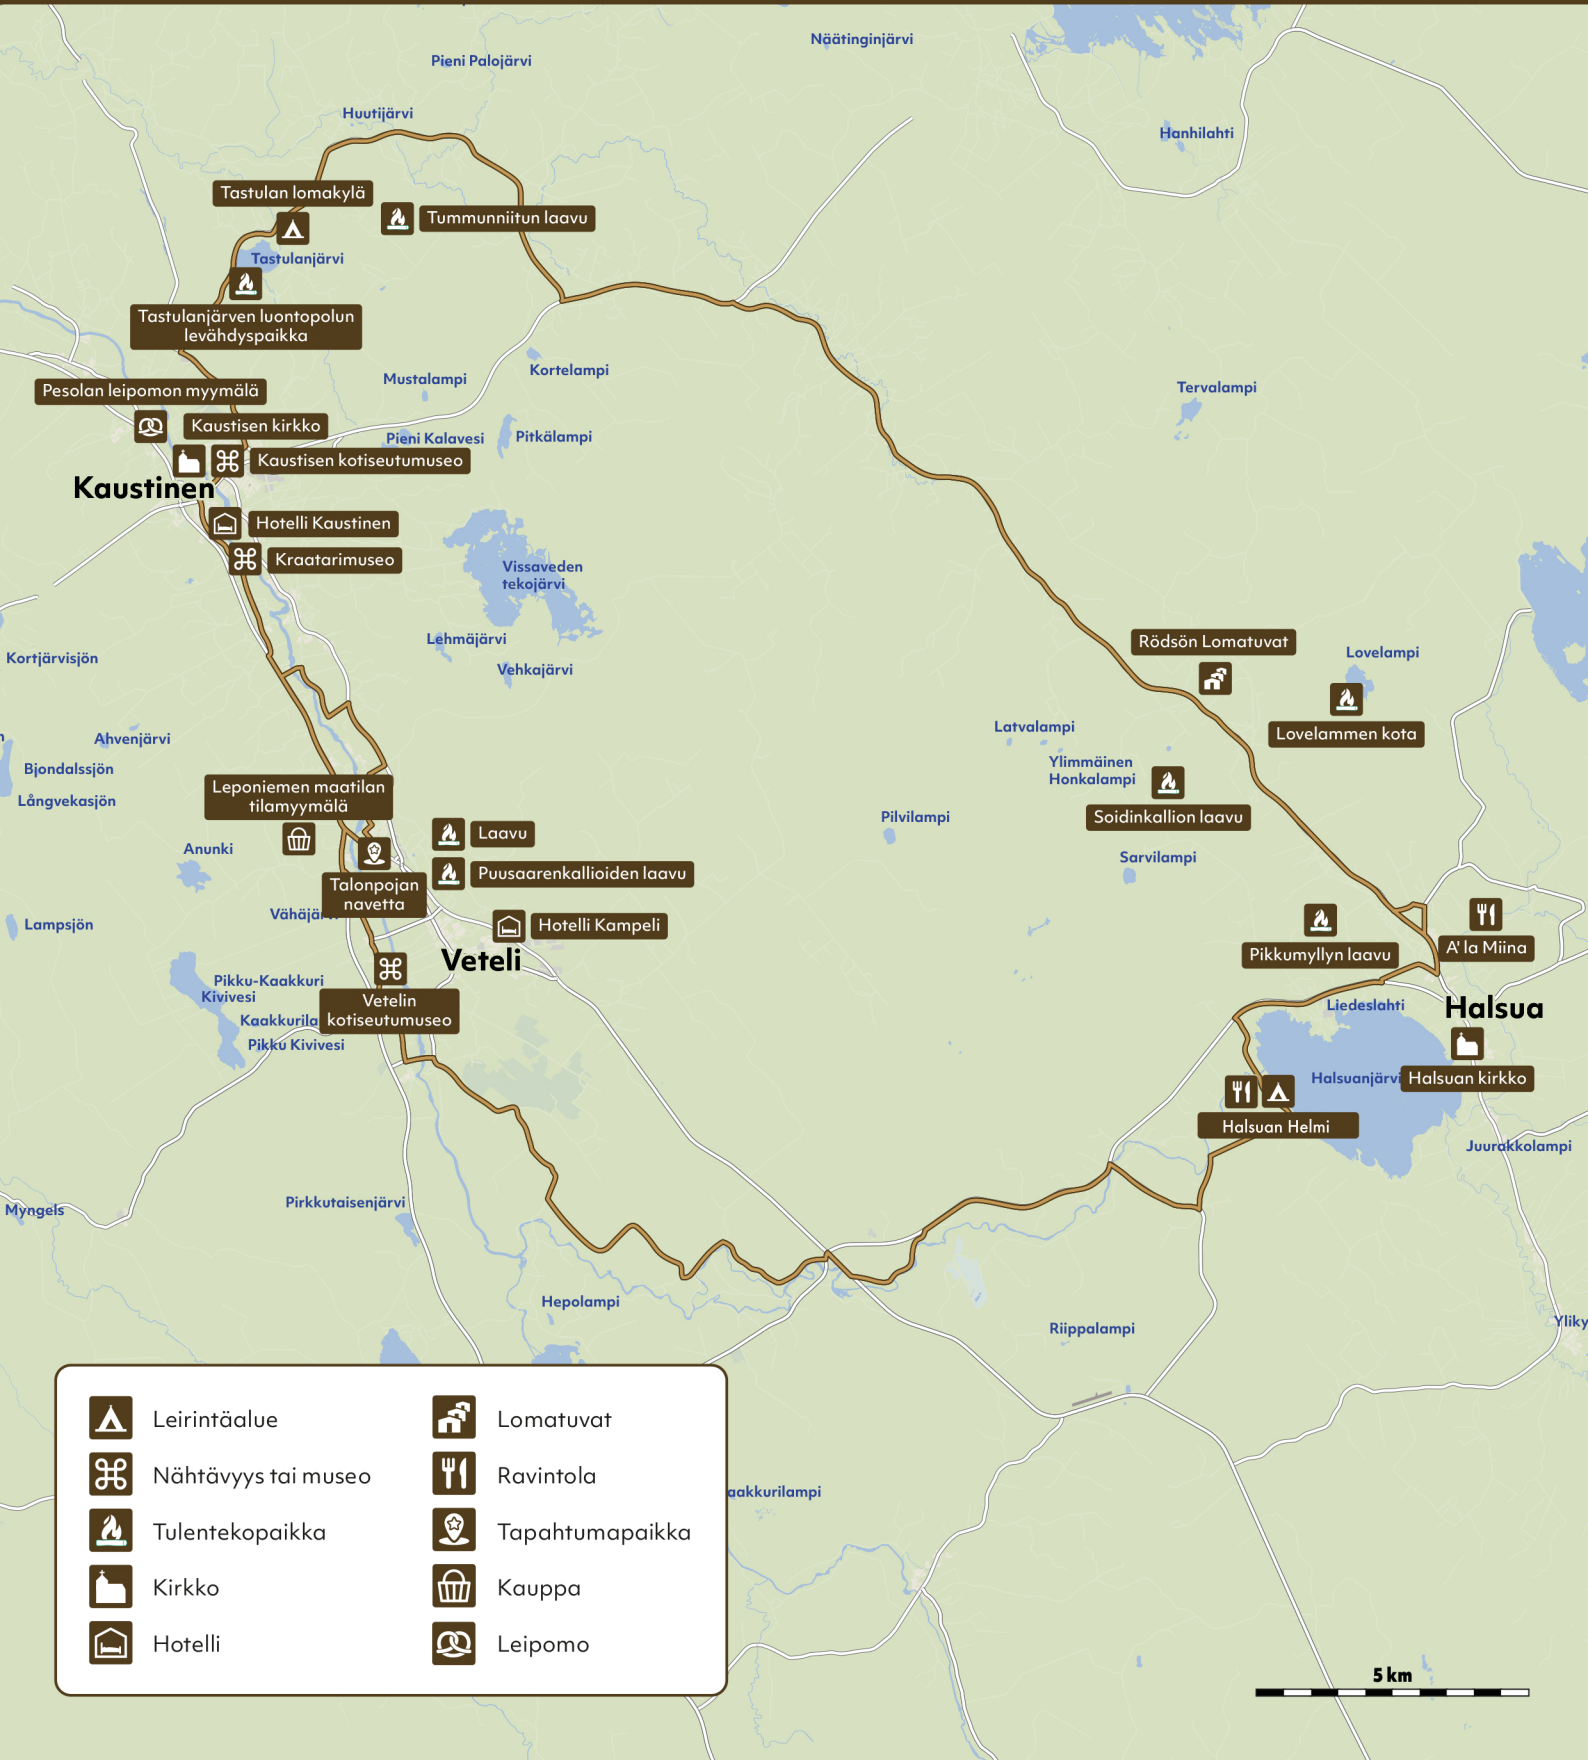 Näätinginjärvi
Pieni Palojärvi
Huutijärvi
Hanhilahti
Tastulan lomakylä
Tummunniitun laavu
Tastulanjärvi
Tastulanjärven luontopolun
levähdyspaikka
Kortelampi
Mustalampi
Tervalampi
Pesolan leipomon myymälä
Kaustisen kirkko
Pieni Kalavesi
Pitkälampi
Kaustisen kotiseutumuseo
Kaustinen
Hotelli Kaustinen
Kraatarimuseo
Vissaveden
tekojärvi
Lehmäjärvi
Vehkajärvi
Kortjärvisjön
Rödsön Lomatuvat
Lovelampi
Lovelammen kota
Latvalampi
Ylimmäinen
Honkalampi
Ahvenjärvi
Bjondalssjön
Långvekasjön
Leponiemen maatilan
tilamyymälä
Soidinkallion laavu
Pilvilampi
Laavu
Anunki
Sarvilampi
Puusaarenkallioiden laavu
Talonpojan
navetta
Vähäjär
Lampsjön
Hotelli Kampeli
Veteli
A' la Miina
Pikkumyllyn laavu
Pikku-Kaakkuri
Kivivesi
Vetelin
kotiseutumuseo
Kaakkurila
Pikku Kivivesi
Liedeslahti
Halsua
Halsuanjärvi
Halsuan kirkko
Halsuan Helmi
Juurakkolampi
Pirkkutaisenjärvi
Myngels
Hepolampi
Riippalampi
Yliky
aakkurilampi
Leirintäalue
Nähtävyys tai museo
Tulentekopaikka
Kirkko
Hotelli
Lomatuvat
Ravintola
Tapahtumapaikka
Kauppa
Leipomo
5 km